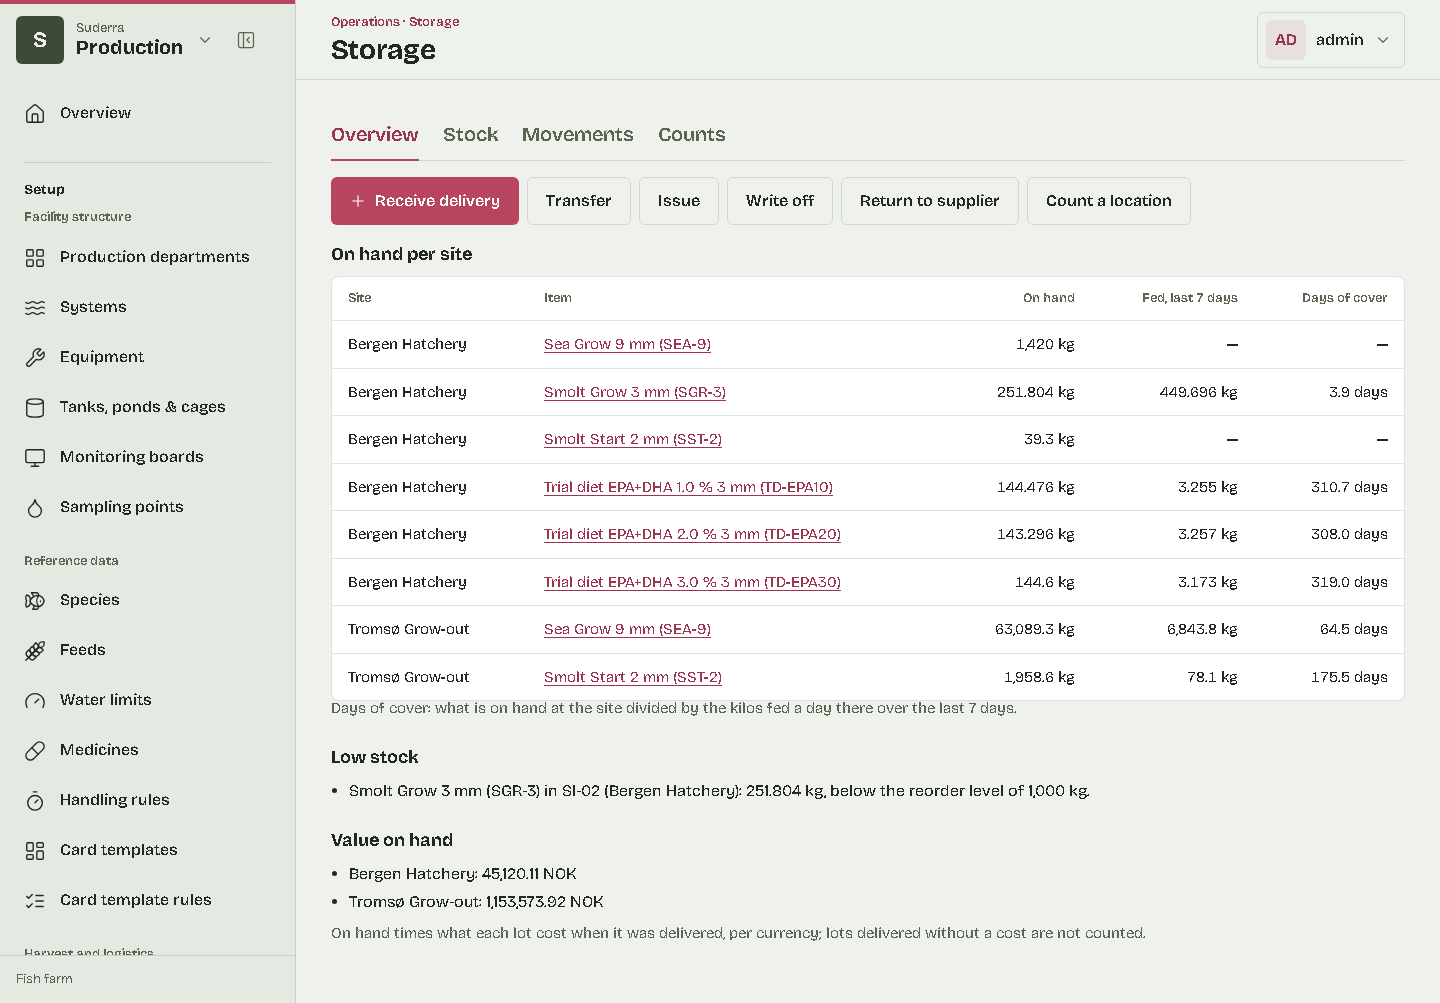 Suderra
Production
Overview
Setup
Facility structure
Production departments
Systems
Equipment
Tanks, ponds & cages
Monitoring boards
Sampling points
Reference data
Species
Feeds
Water limits
Medicines
Handling rules
Card templates
Card template rules
Harvest and logistics
Fish farm
Operations · Storage
Storage
AD admin
Overview Stock Movements Counts
+ Receive delivery Transfer Issue Write off Return to supplier Count a location
On hand per site
Site Item On hand Fed, last 7 days Days of cover
Bergen Hatchery Sea Grow 9 mm (SEA-9) 1,420 kg — —
Bergen Hatchery Smolt Grow 3 mm (SGR-3) 251.804 kg 449.696 kg 3.9 days
Bergen Hatchery Smolt Start 2 mm (SST-2) 39.3 kg — —
Bergen Hatchery Trial diet EPA+DHA 1.0 % 3 mm (TD-EPA10) 144.476 kg 3.255 kg 310.7 days
Bergen Hatchery Trial diet EPA+DHA 2.0 % 3 mm (TD-EPA20) 143.296 kg 3.257 kg 308.0 days
Bergen Hatchery Trial diet EPA+DHA 3.0 % 3 mm (TD-EPA30) 144.6 kg 3.173 kg 319.0 days
Tromsø Grow-out Sea Grow 9 mm (SEA-9) 63,089.3 kg 6,843.8 kg 64.5 days
Tromsø Grow-out Smolt Start 2 mm (SST-2) 1,958.6 kg 78.1 kg 175.5 days
Days of cover: what is on hand at the site divided by the kilos fed a day there over the last 7 days.
Low stock
• Smolt Grow 3 mm (SGR-3) in SI-02 (Bergen Hatchery): 251.804 kg, below the reorder level of 1,000 kg.
Value on hand
• Bergen Hatchery: 45,120.11 NOK
• Tromsø Grow-out: 1,153,573.92 NOK
On hand times what each lot cost when it was delivered, per currency; lots delivered without a cost are not counted.
S